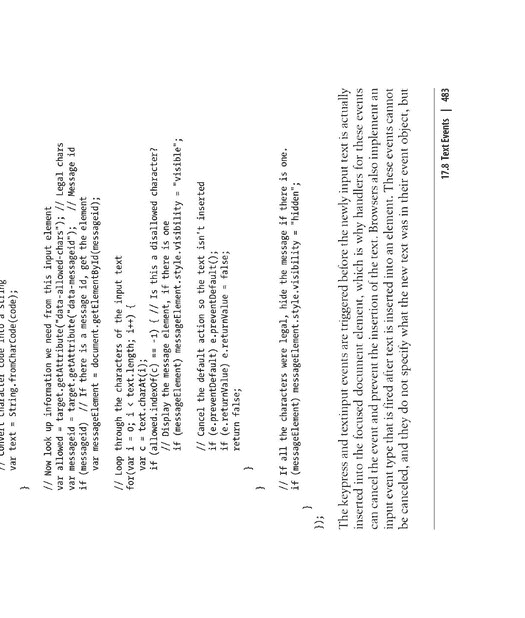 // Convert character code into a string
var text = String.fromCharCode(code);
}
// Now look up information we need from this input element
var allowed = target.getAttribute("data-allowed-chars"); // Legal chars
var messageid = target.getAttribute("data-messageid"); // Message id
if (messageid) // If there is a message id, get the element
var messageElement = document.getElementById(messageid);
// Loop through the characters of the input text
for(var i = 0; i < text.length; i++) {
var c = text.charAt(i);
if (allowed.indexOf(c) == -1) { // Is this a disallowed character?
// Display the message element, if there is one
if (messageElement) messageElement.style.visibility = "visible";
// Cancel the default action so the text isn't inserted
if (e.preventDefault) e.preventDefault();
if (e.returnValue) e.returnValue = false;
return false;
}
}
// If all the characters were legal, hide the message if there is one.
if (messageElement) messageElement.style.visibility = "hidden";
}
});
The keypress and textinput events are triggered before the newly input text is actually
inserted into the focused document element, which is why handlers for these events
can cancel the event and prevent the insertion of the text. Browsers also implement an
input event type that is fired after text is inserted into an element. These events cannot
be canceled, and they do not specify what the new text was in their event object, but
17.8 Text Events | 483